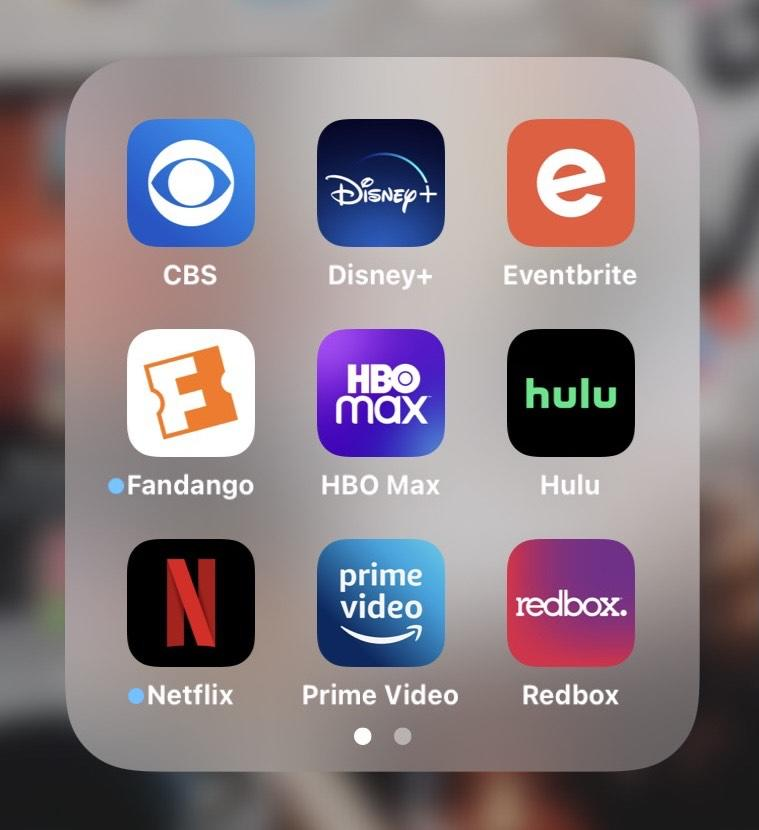 Disney+
e
CBS
Disney+
Eventbrite
F
HBO
max
hulu
Fandango
HBO Max
Hulu
N
prime
video
redbox.
Netflix
Prime Video
Redbox